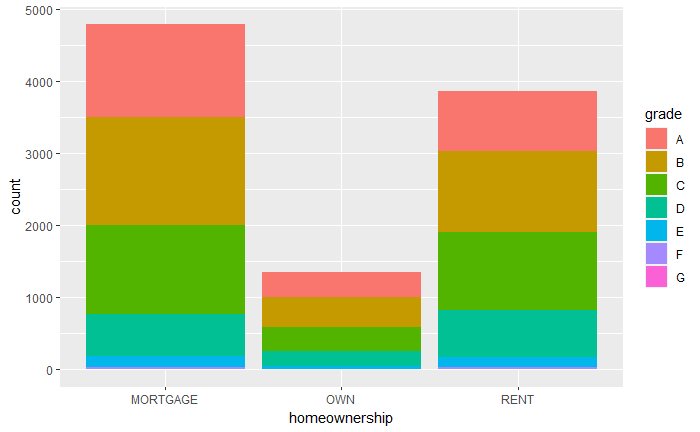 5000
4000
3000
2000
1000
0
count
MORTGAGE
OWN
RENT
homeownership
grade
A
B
C
D
E
F
G